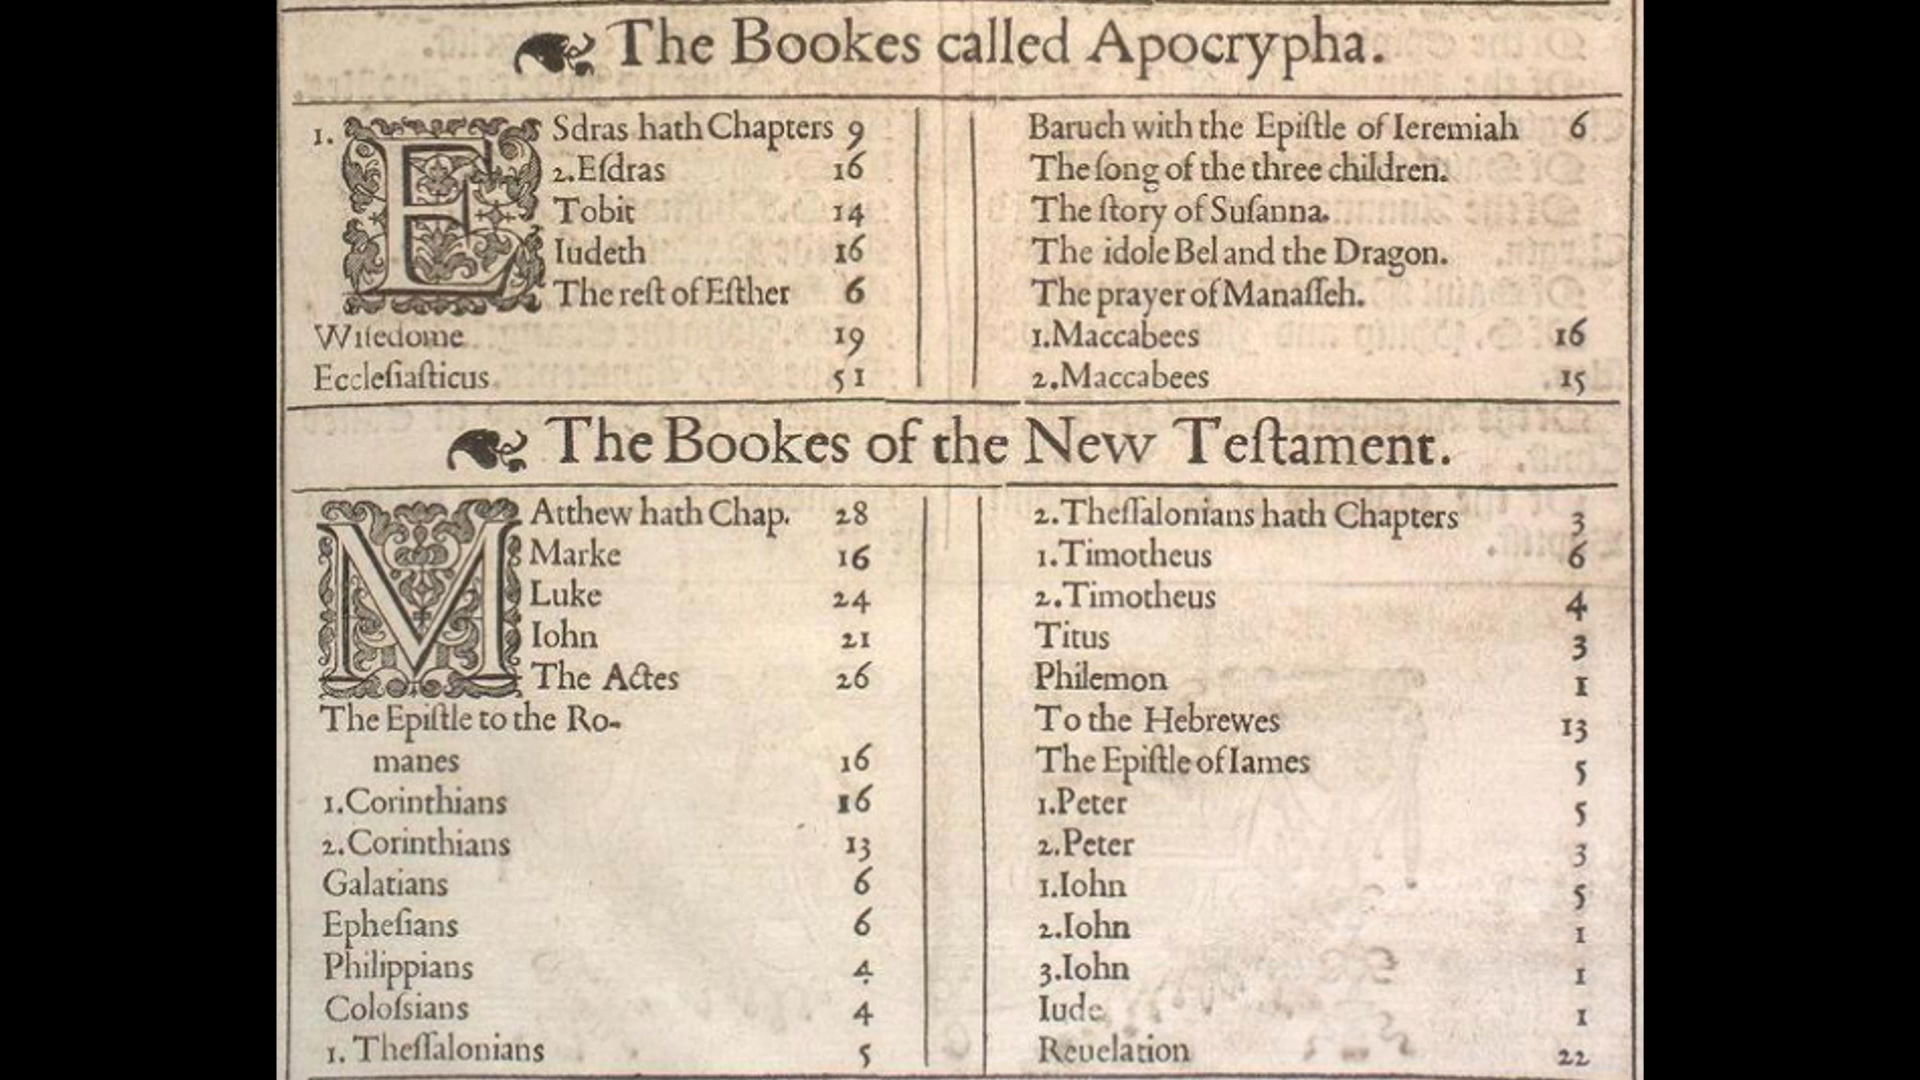 The Bookes called Apocrypha.
1. ESdras hath Chapters 9
2.Eſdras 16
Tobit 14
Iudeth 16
The reſt of Eſther 6
Wiſedome 19
Eccleſiaſticus. 51
Baruch with the Epiſtle of Ieremiah 6
The ſong of the three children.
The ſtory of Suſanna.
The idole Bel and the Dragon.
The prayer of Manaſſeh.
1.Maccabees 16
2.Maccabees 15
The Bookes of the New Teſtament.
MAtthew hath Chap. 28
Marke 16
Luke 24
Iohn 21
The Actes 26
The Epiſtle to the Ro-
manes 16
1.Corinthians 16
2.Corinthians 13
Galatians 6
Epheſians 6
Philippians 4
Coloſsians 4
1. Theſſalonians 5
2.Theſſalonians hath Chapters 3
1.Timotheus 6
2.Timotheus 4
Titus 3
Philemon 1
To the Hebrewes 13
The Epiſtle of Iames 5
1.Peter 5
2.Peter 3
1.Iohn 5
2.Iohn 1
3.Iohn 1
Iude 1
Reuelation 22